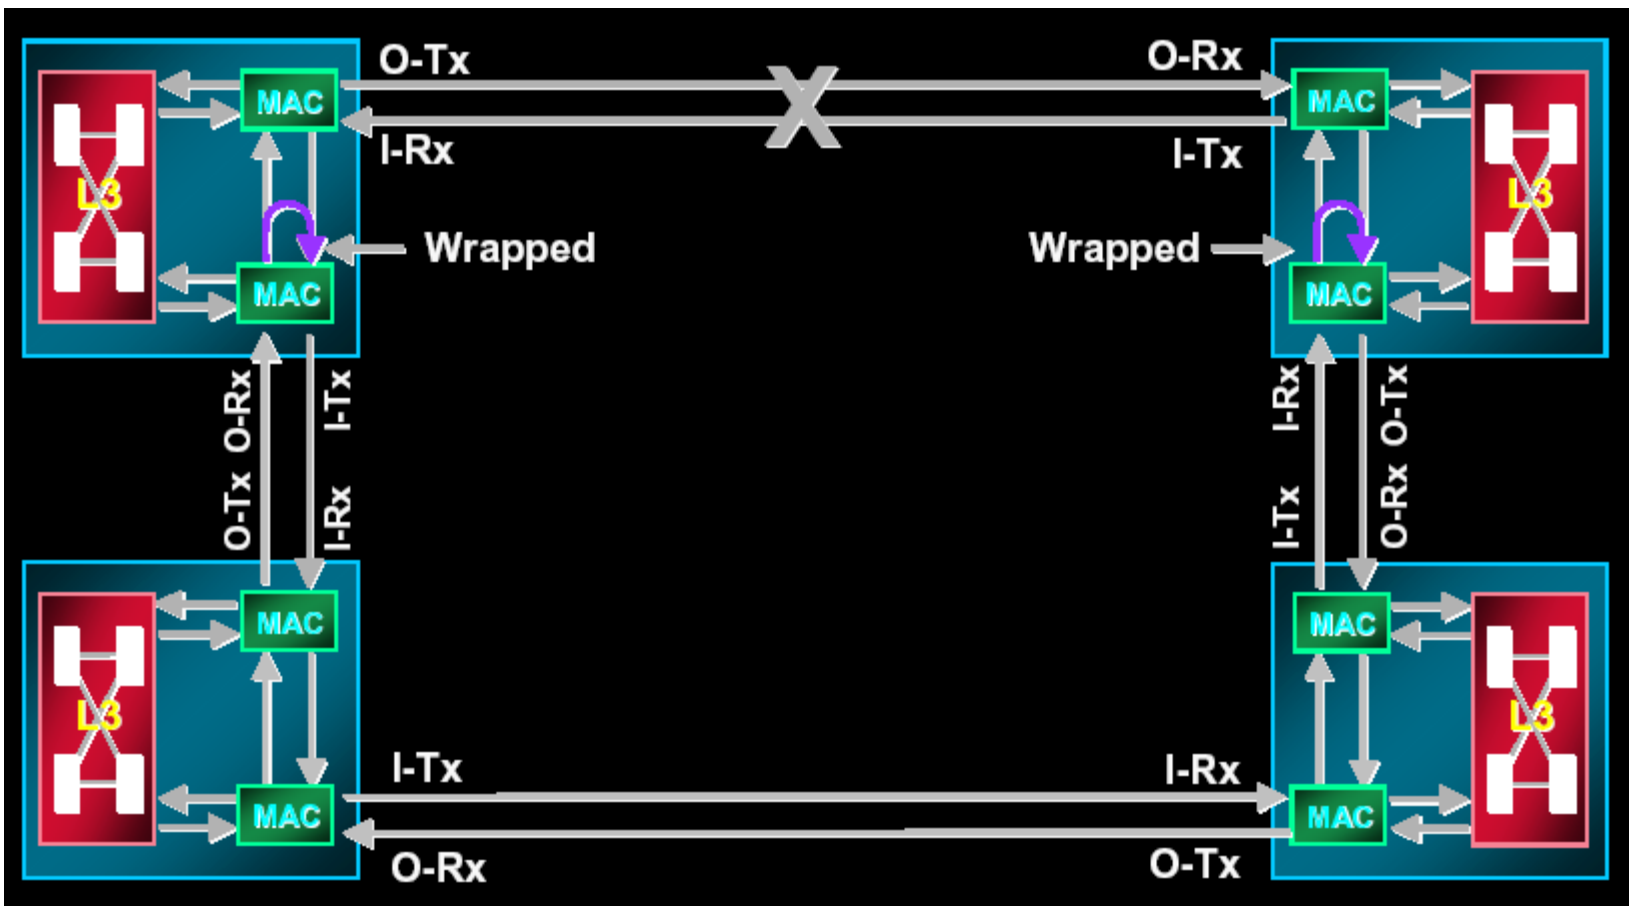 O-Tx
O-Rx
MAC
MAC
I-Rx
I-Tx
L3
L3
Wrapped
Wrapped
MAC
MAC
O-Rx
I-Tx
I-Rx
O-Tx
O-Tx
I-Rx
I-Tx
O-Rx
MAC
MAC
L3
L3
I-Tx
I-Rx
MAC
MAC
O-Rx
O-Tx